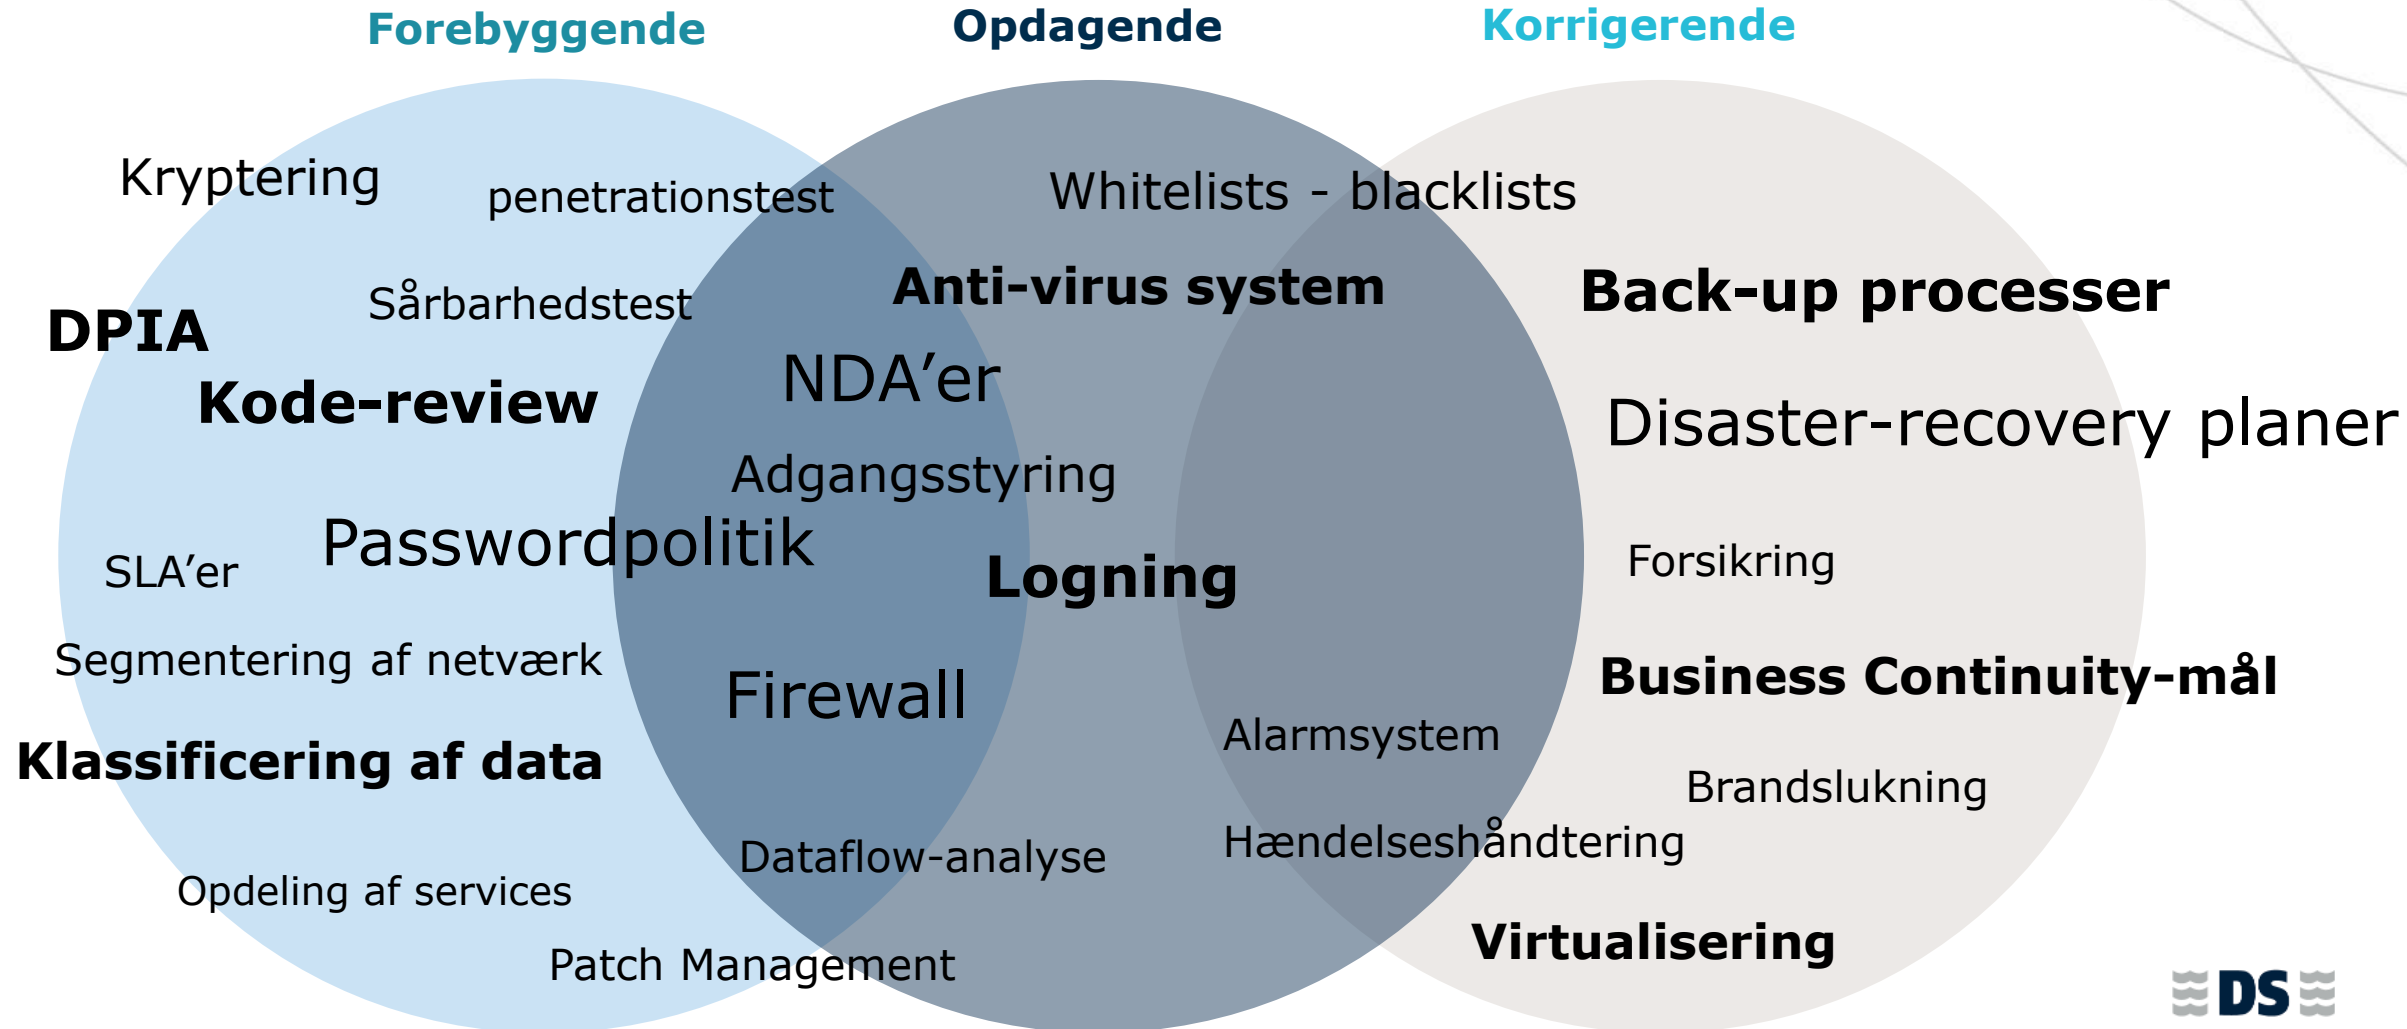 Forebyggende
Opdagende
Korrigerende
Kryptering
penetrationstest
Whitelists - blacklists
Sårbarhedstest
Anti-virus system
Back-up processer
DPIA
Kode-review
NDA’er
Disaster-recovery planer
Adgangsstyring
Passwordpolitik
SLA’er
Logning
Forsikring
Segmentering af netværk
Firewall
Business Continuity-mål
Klassificering af data
Alarmsystem
Brandslukning
Dataflow-analyse
Hændelseshåndtering
Opdeling af services
Patch Management
Virtualisering
DS